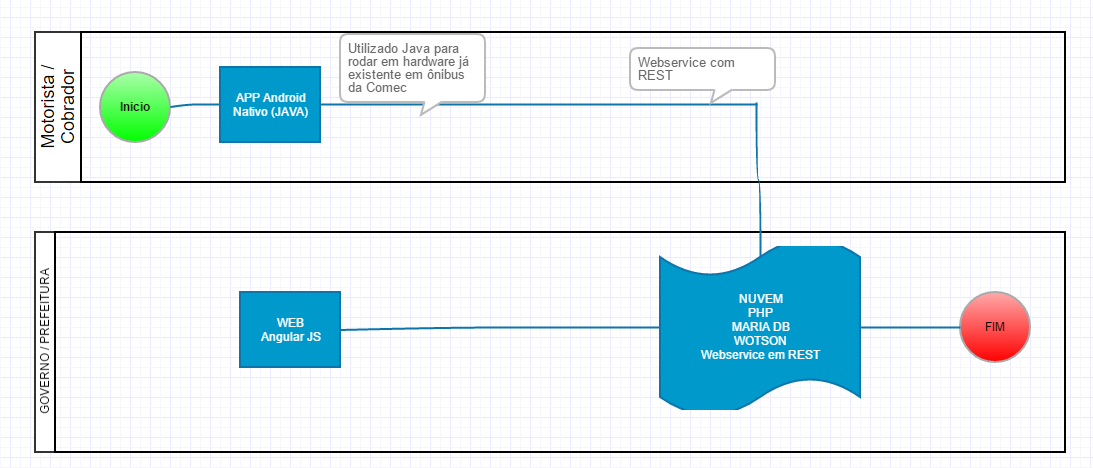 Motorista /
Cobrador
Inicio
APP Android
Nativo (JAVA)
Utilizado Java para
rodar em hardware já
existente em ônibus
da Comec
Webservice com
REST
GOVERNO / PREFEITURA
WEB
Angular JS
NUVEM
PHP
MARIA DB
WOTSON
Webservice em REST
FIM